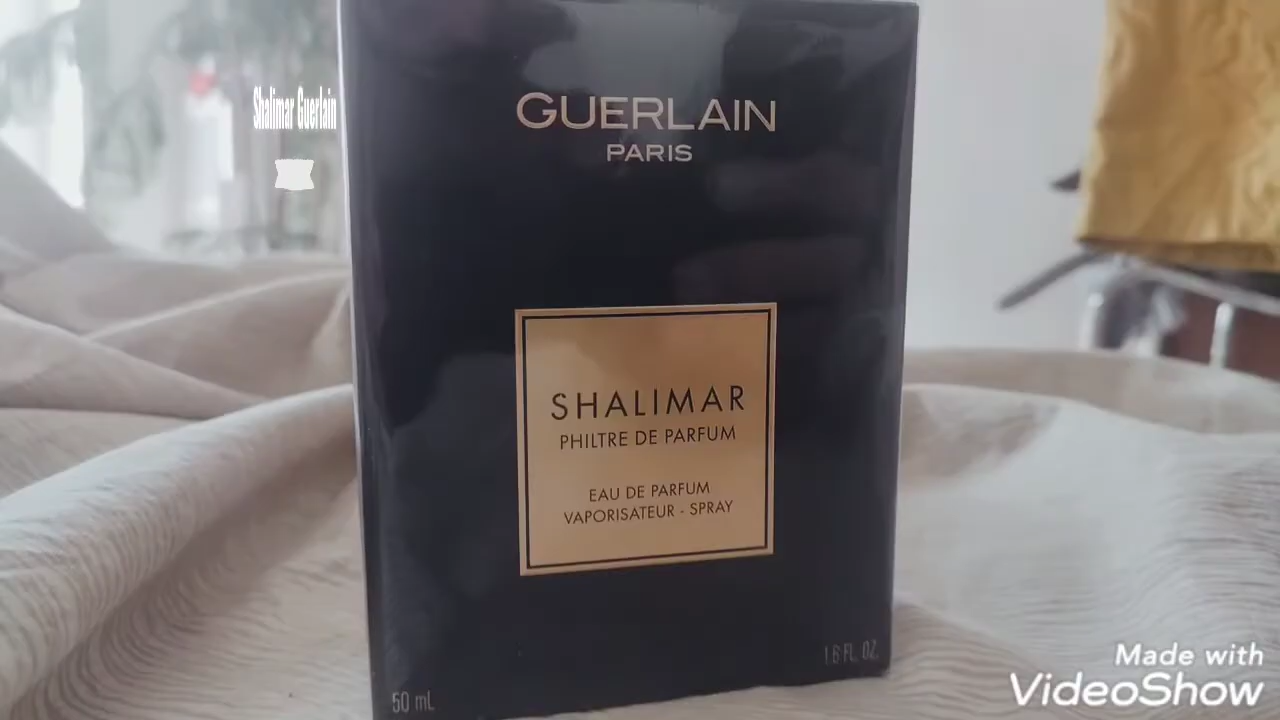 Shalimar Guerlain
GUERLAIN
PARIS
SHALIMAR
PHILTRE DE PARFUM
EAU DE PARFUM
VAPORISATEUR - SPRAY
50 mL
1.6 FL. OZ.
Made with
VideoShow